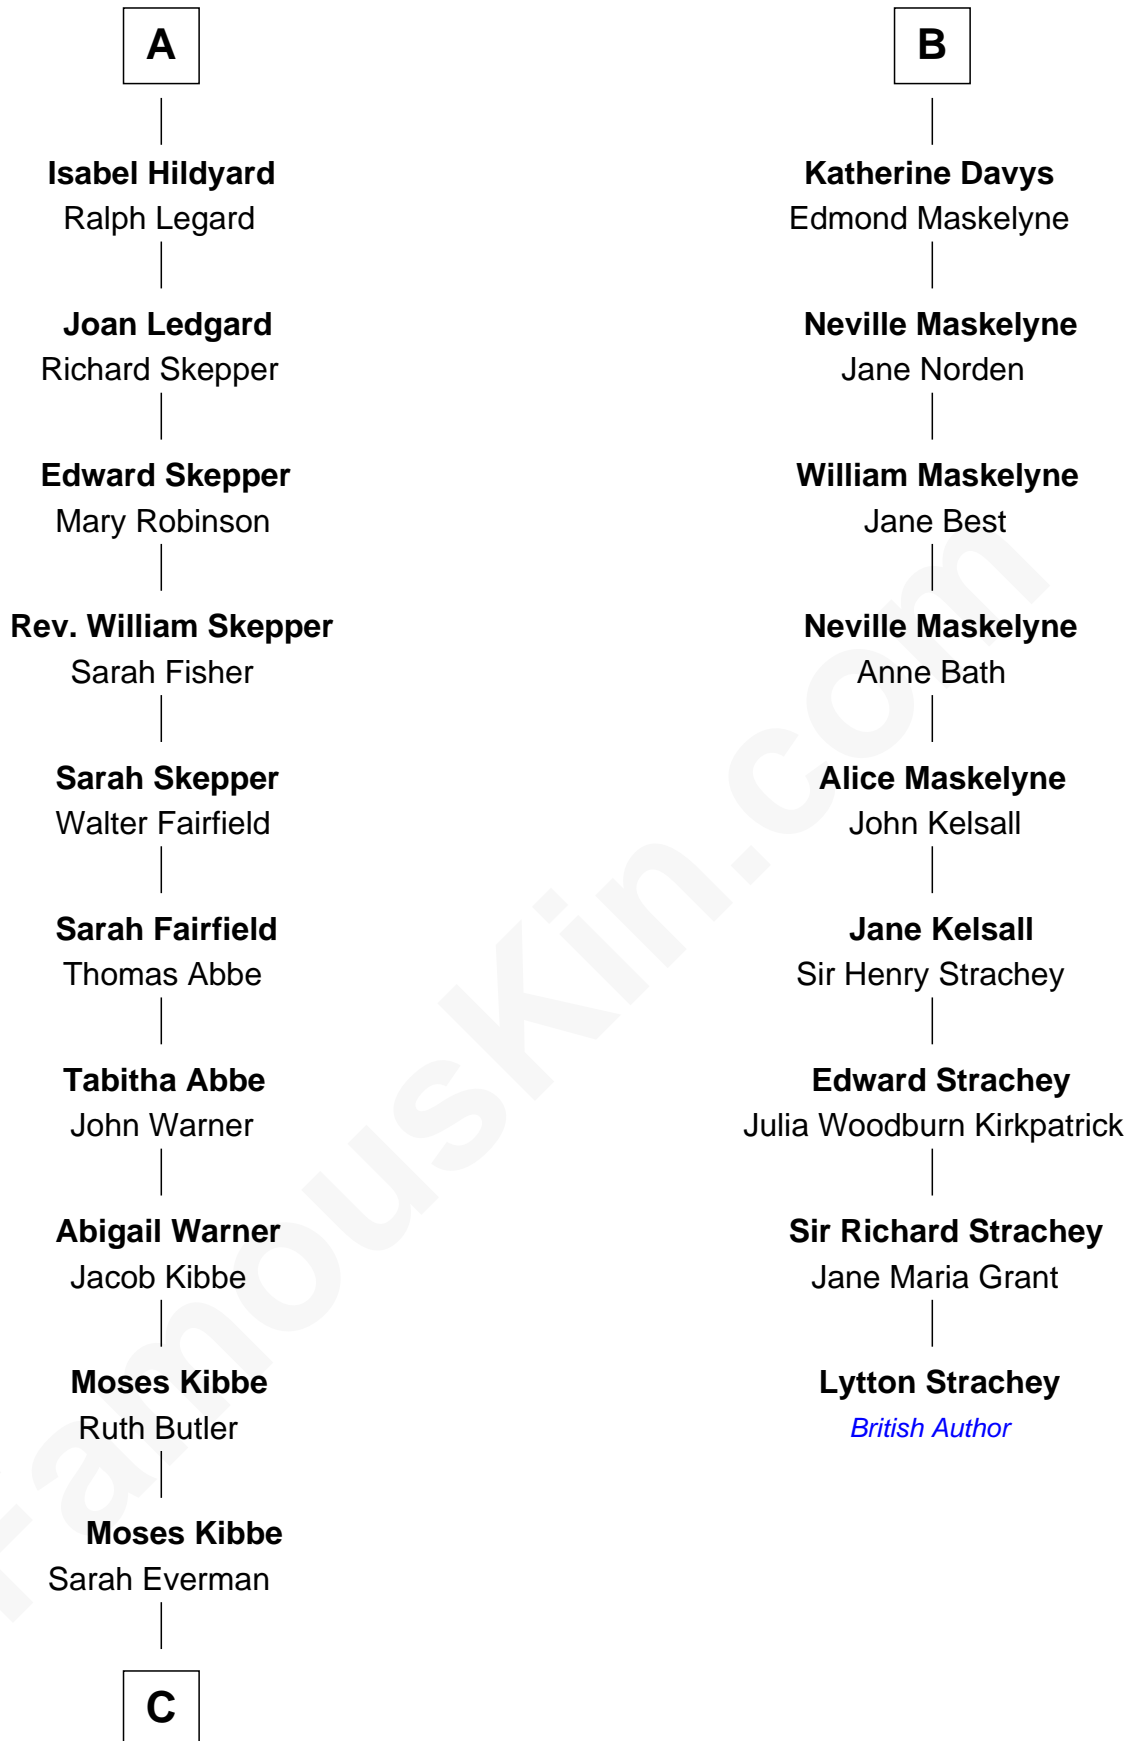 A
Isabel Hildyard
Ralph Legard
Joan Ledgard
Richard Skepper
Edward Skepper
Mary Robinson
Rev. William Skepper
Sarah Fisher
Sarah Skepper
Walter Fairfield
Sarah Fairfield
Thomas Abbe
Tabitha Abbe
John Warner
Abigail Warner
Jacob Kibbe
Moses Kibbe
Ruth Butler
Moses Kibbe
Sarah Everman
C
B
Katherine Davys
Edmond Maskelyne
Neville Maskelyne
Jane Norden
William Maskelyne
Jane Best
Neville Maskelyne
Anne Bath
Alice Maskelyne
John Kelsall
Jane Kelsall
Sir Henry Strachey
Edward Strachey
Julia Woodburn Kirkpatrick
Sir Richard Strachey
Jane Maria Grant
Lytton Strachey
British Author
FamousKin.com